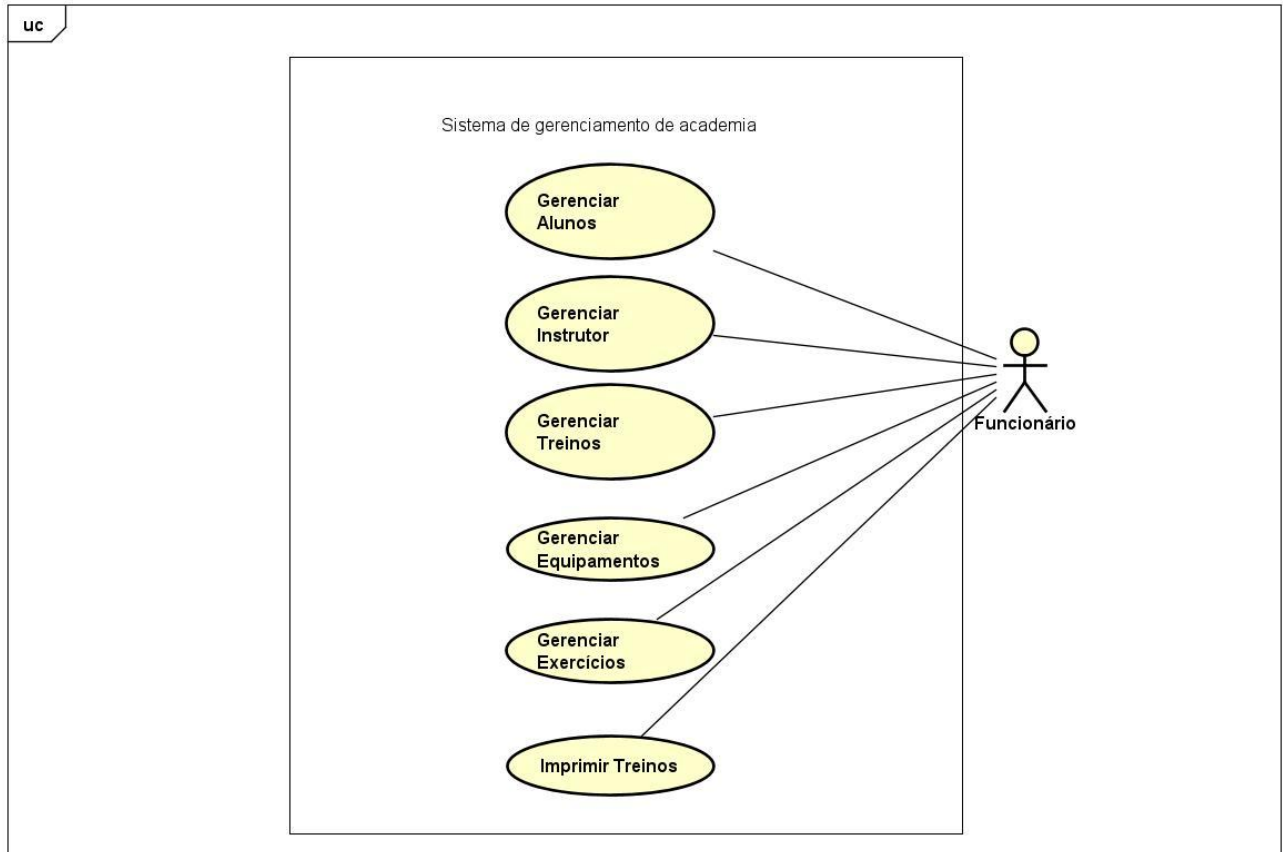 uc
Sistema de gerenciamento de academia
Gerenciar
Alunos
Gerenciar
Instrutor
Gerenciar
Treinos
Gerenciar
Equipamentos
Gerenciar
Exercícios
Imprimir Treinos
Funcionário